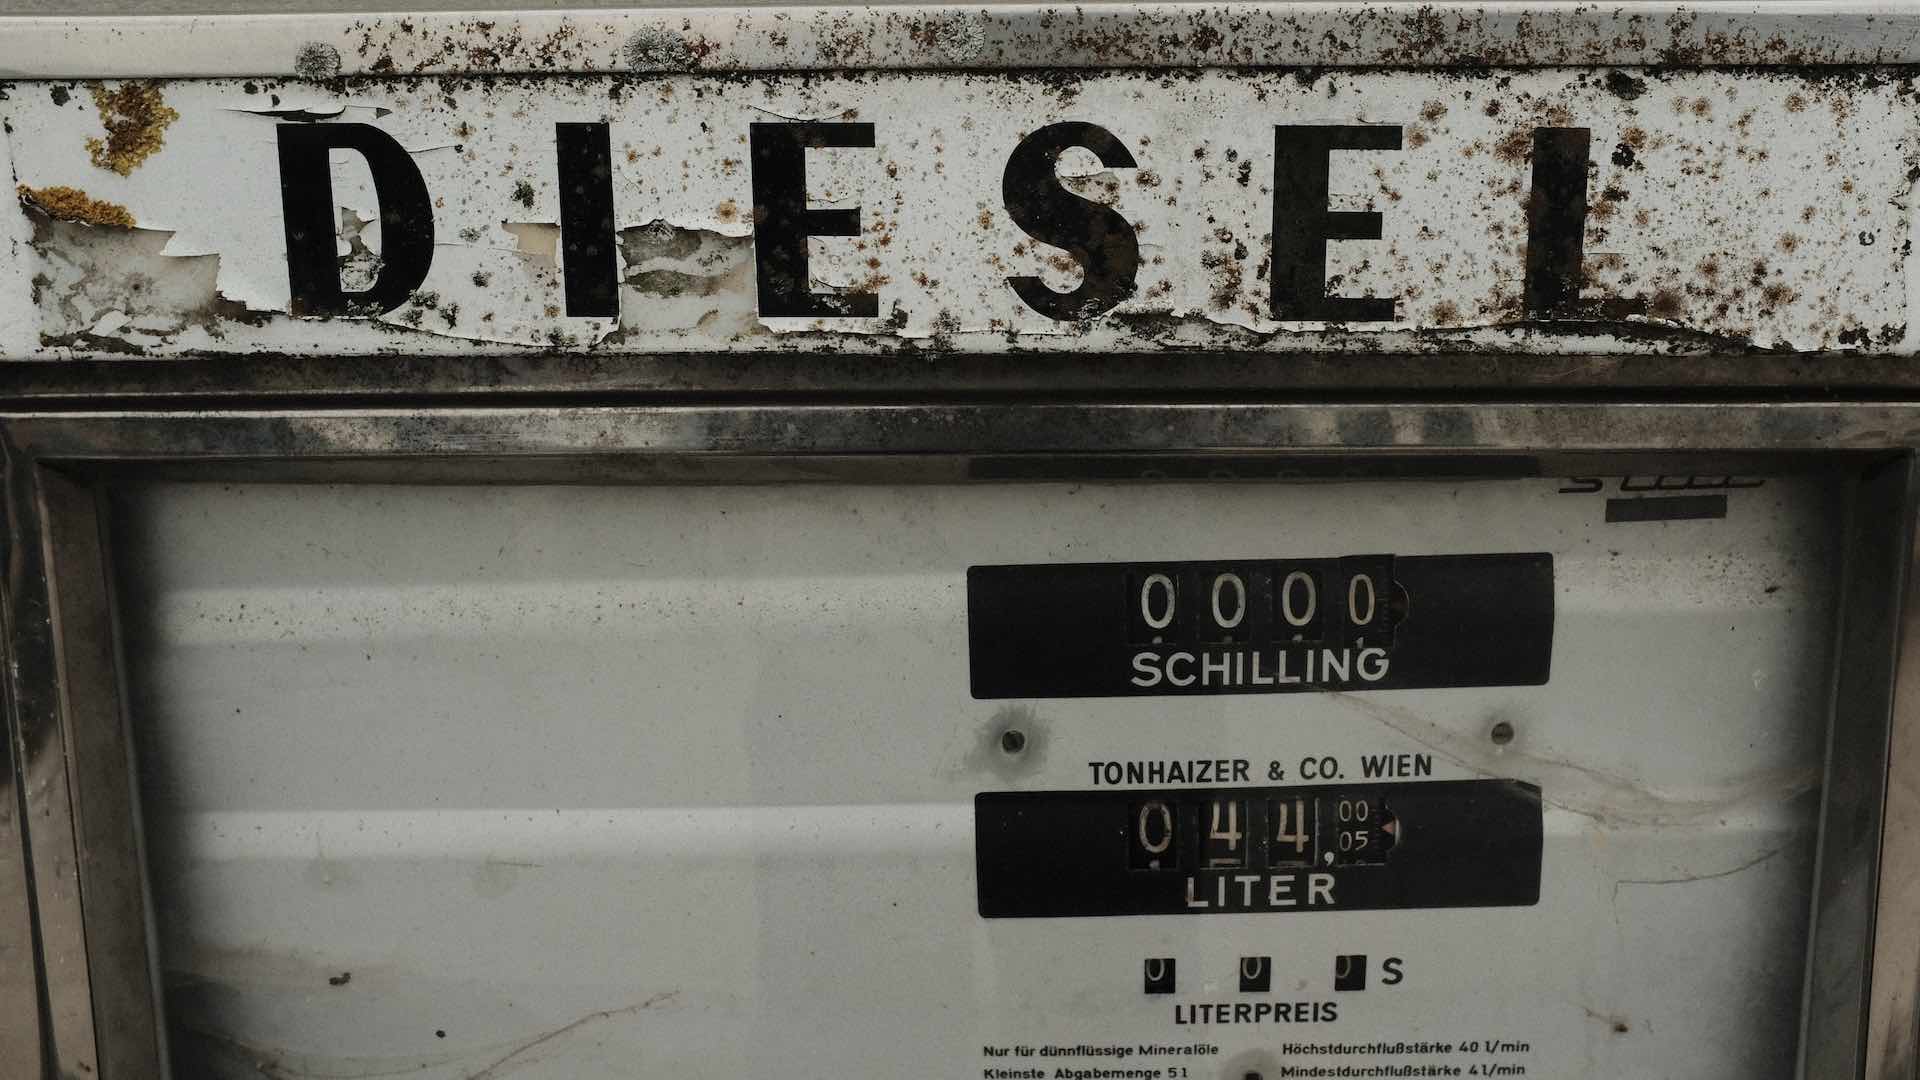 DIESEL
0000
SCHILLING
TONHAIZER & CO. WIEN
044,00
05
LITER
0 0 0 S
LITERPREIS
Nur für dünnflüssige Mineralöle Höchstdurchflußstärke 40 l/min
Kleinste Abgabemenge 5 l Mindestdurchflußstärke 4 l/min